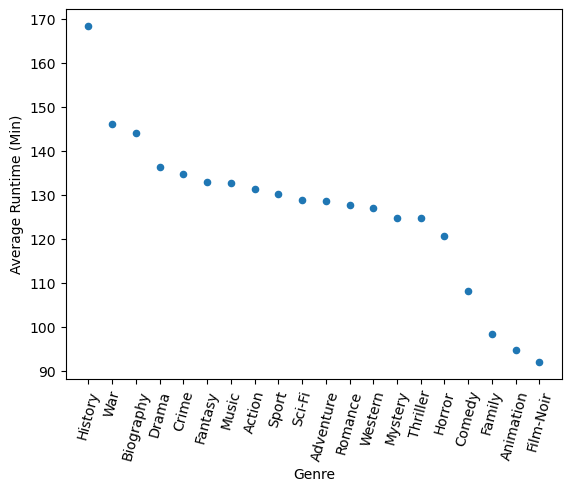 170
160
150
140
130
120
110
100
90
Average Runtime (Min)
History
War
Biography
Drama
Crime
Fantasy
Music
Action
Sport
Sci-Fi
Adventure
Romance
Western
Mystery
Thriller
Horror
Comedy
Family
Animation
Film-Noir
Genre